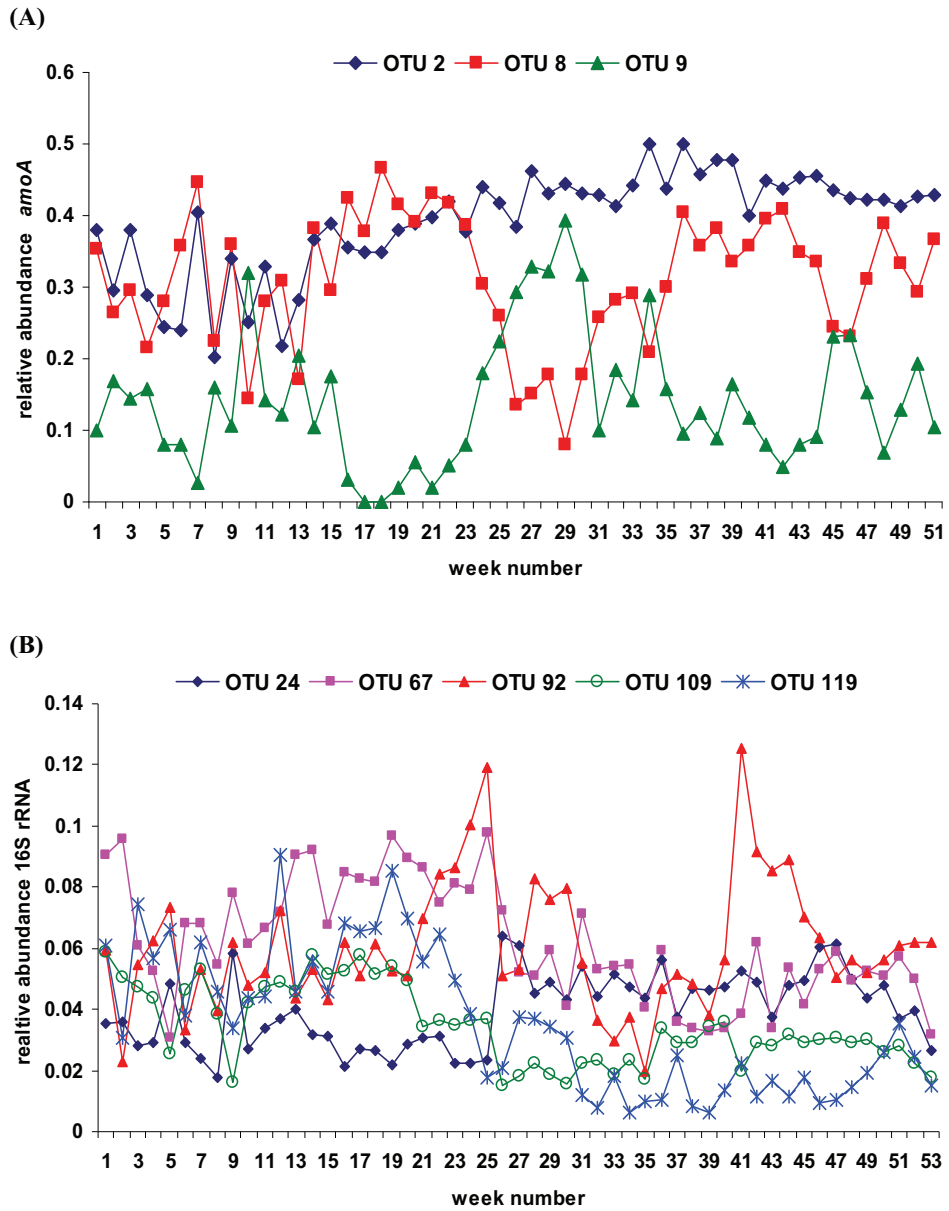 (A)
OTU 2 OTU 8 OTU 9
0.6
0.5
0.4
0.3
0.2
0.1
0
relative abundance amoA
1 3 5 7 9 11 13 15 17 19 21 23 25 27 29 31 33 35 37 39 41 43 45 47 49 51
week number
(B)
OTU 24 OTU 67 OTU 92 OTU 109 OTU 119
0.14
0.12
0.1
0.08
0.06
0.04
0.02
0
realtive abundance 16S rRNA
1 3 5 7 9 11 13 15 17 19 21 23 25 27 29 31 33 35 37 39 41 43 45 47 49 51 53
week number